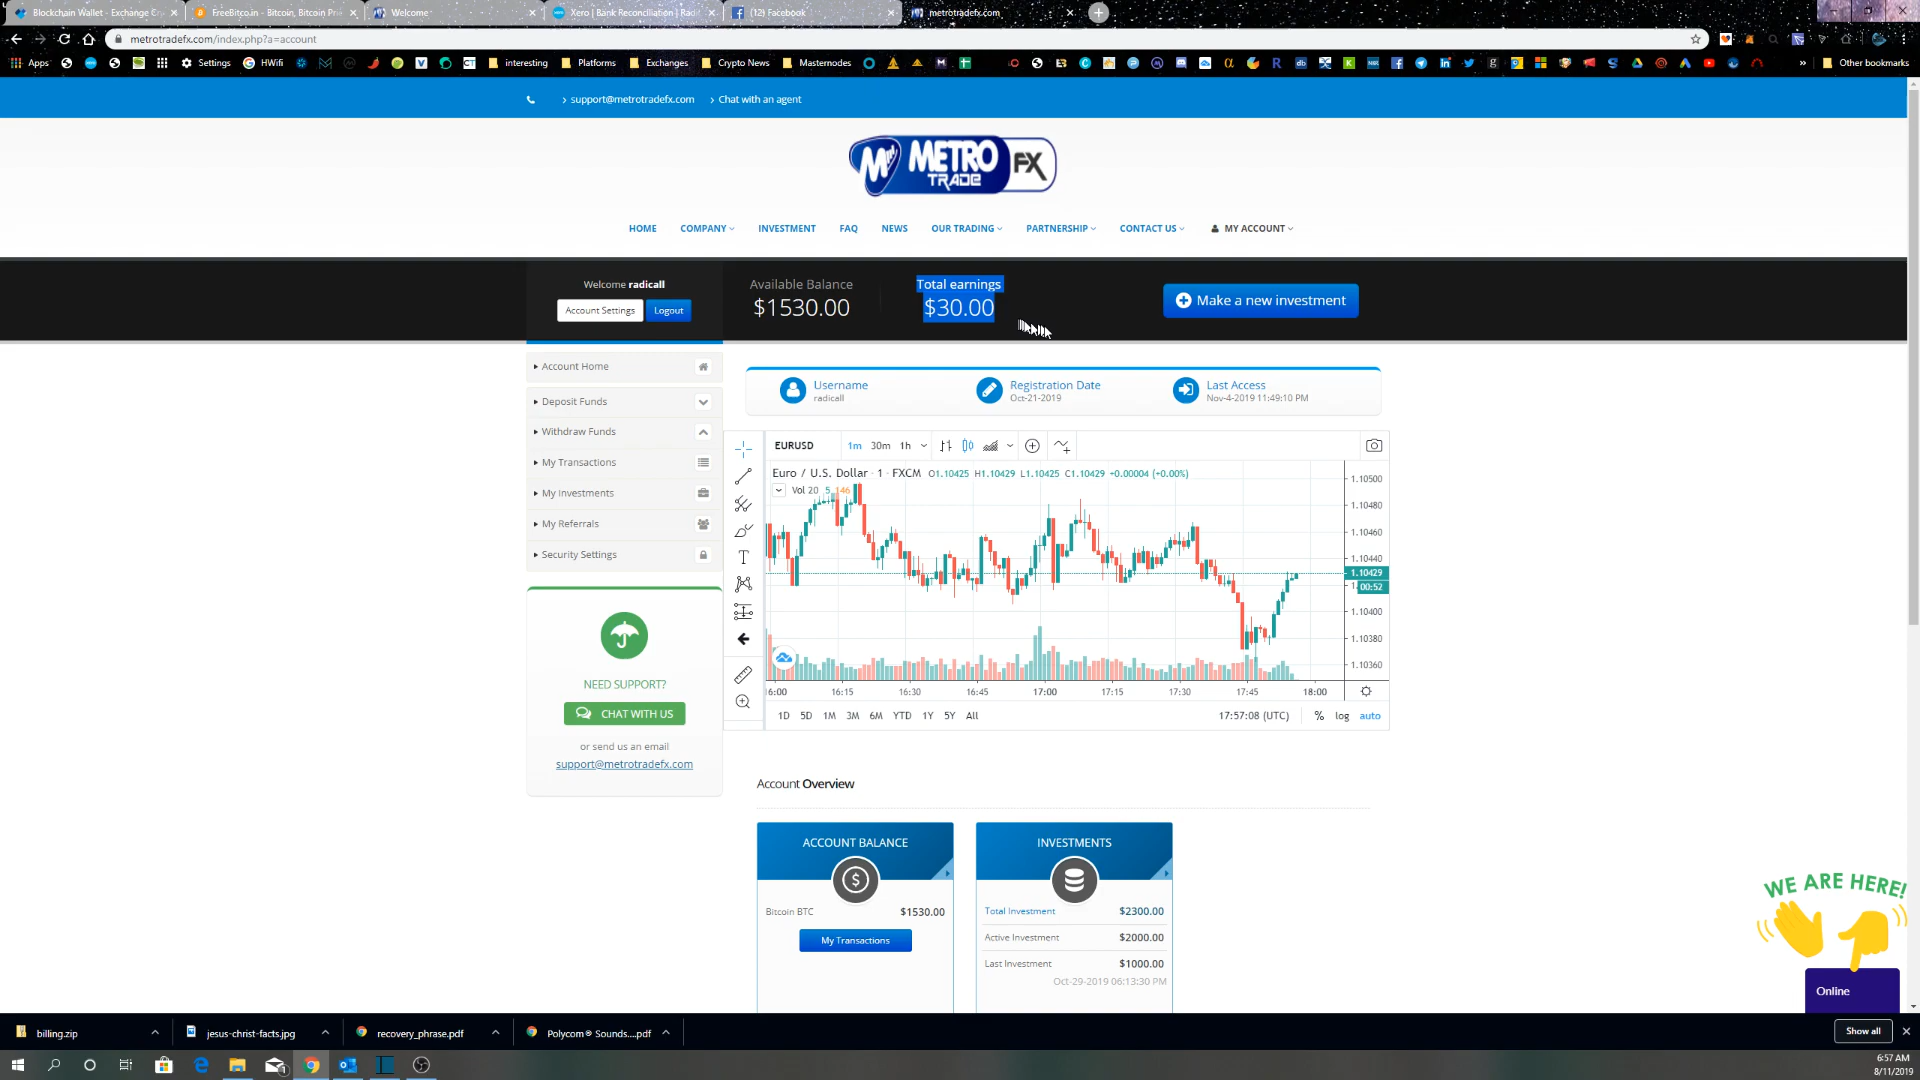 Blockchain Wallet - Exchange Cr
FreeBitco.in - Bitcoin, Bitcoin Pri
Welcome
Xero | Bank Reconciliation | Radi
(12) Facebook
metrotradefx.com
metrotradefx.com/index.php?a=account
Apps Settings HWifi interesting Platforms Exchanges Crypto News Masternodes Other bookmarks
support@metrotradefx.com Chat with an agent
METRO
TRADE
FX
HOME COMPANY INVESTMENT FAQ NEWS OUR TRADING PARTNERSHIP CONTACT US MY ACCOUNT
Welcome radicall
Account Settings Logout
Available Balance
$1530.00
Total earnings
$30.00
Make a new investment
Account Home
Deposit Funds
Withdraw Funds
My Transactions
My Investments
My Referrals
Security Settings
NEED SUPPORT?
CHAT WITH US
or send us an email
support@metrotradefx.com
Username
radicall
Registration Date
Oct-21-2019
Last Access
Nov-4-2019 11:49:10 PM
EURUSD 1m 30m 1h
Euro / U.S. Dollar · 1 · FXCM O1.10425 H1.10429 L1.10425 C1.10429 +0.00004 (+0.00%)
Vol 20 5 146
1.10500
1.10480
1.10460
1.10440
1.10429
00:52
1.10400
1.10380
1.10360
16:15 16:30 16:45 17:00 17:15 17:30 17:45 18:00
1D 5D 1M 3M 6M YTD 1Y 5Y All 17:57:08 (UTC) % log auto
Account Overview
ACCOUNT BALANCE
Bitcoin BTC $1530.00
My Transactions
INVESTMENTS
Total Investment $2300.00
Active Investment $2000.00
Last Investment $1000.00
Oct-29-2019 06:13:30 PM
WE ARE HERE!
Online
billing.zip
jesus-christ-facts.jpg
recovery_phrase.pdf
Polycom® Sounds....pdf
Show all
6:57 AM
8/11/2019